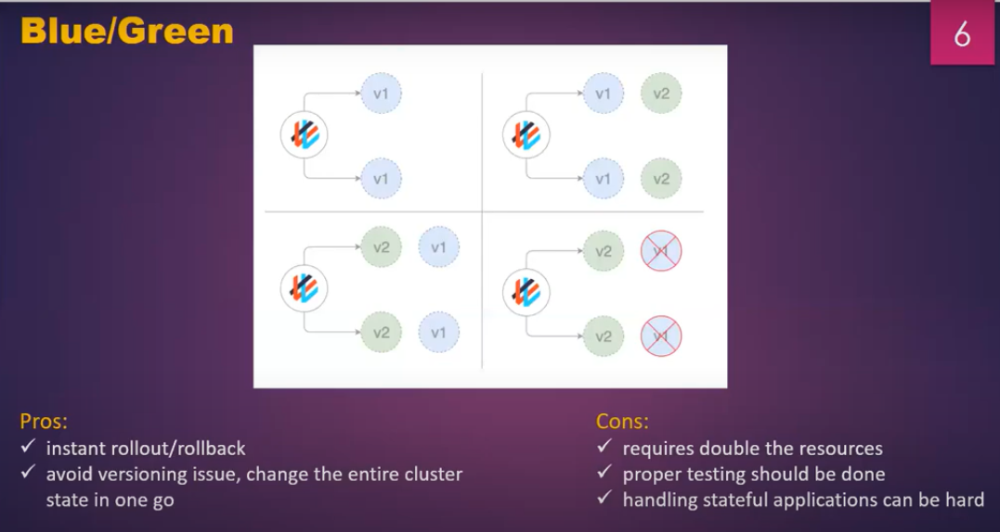 Blue/Green
6
v1
v1 v2
v1
v1 v2
v2 v1
v2 v1
v2 v1
v2 v1
Pros:
instant rollout/rollback
avoid versioning issue, change the entire cluster
state in one go
Cons:
requires double the resources
proper testing should be done
handling stateful applications can be hard